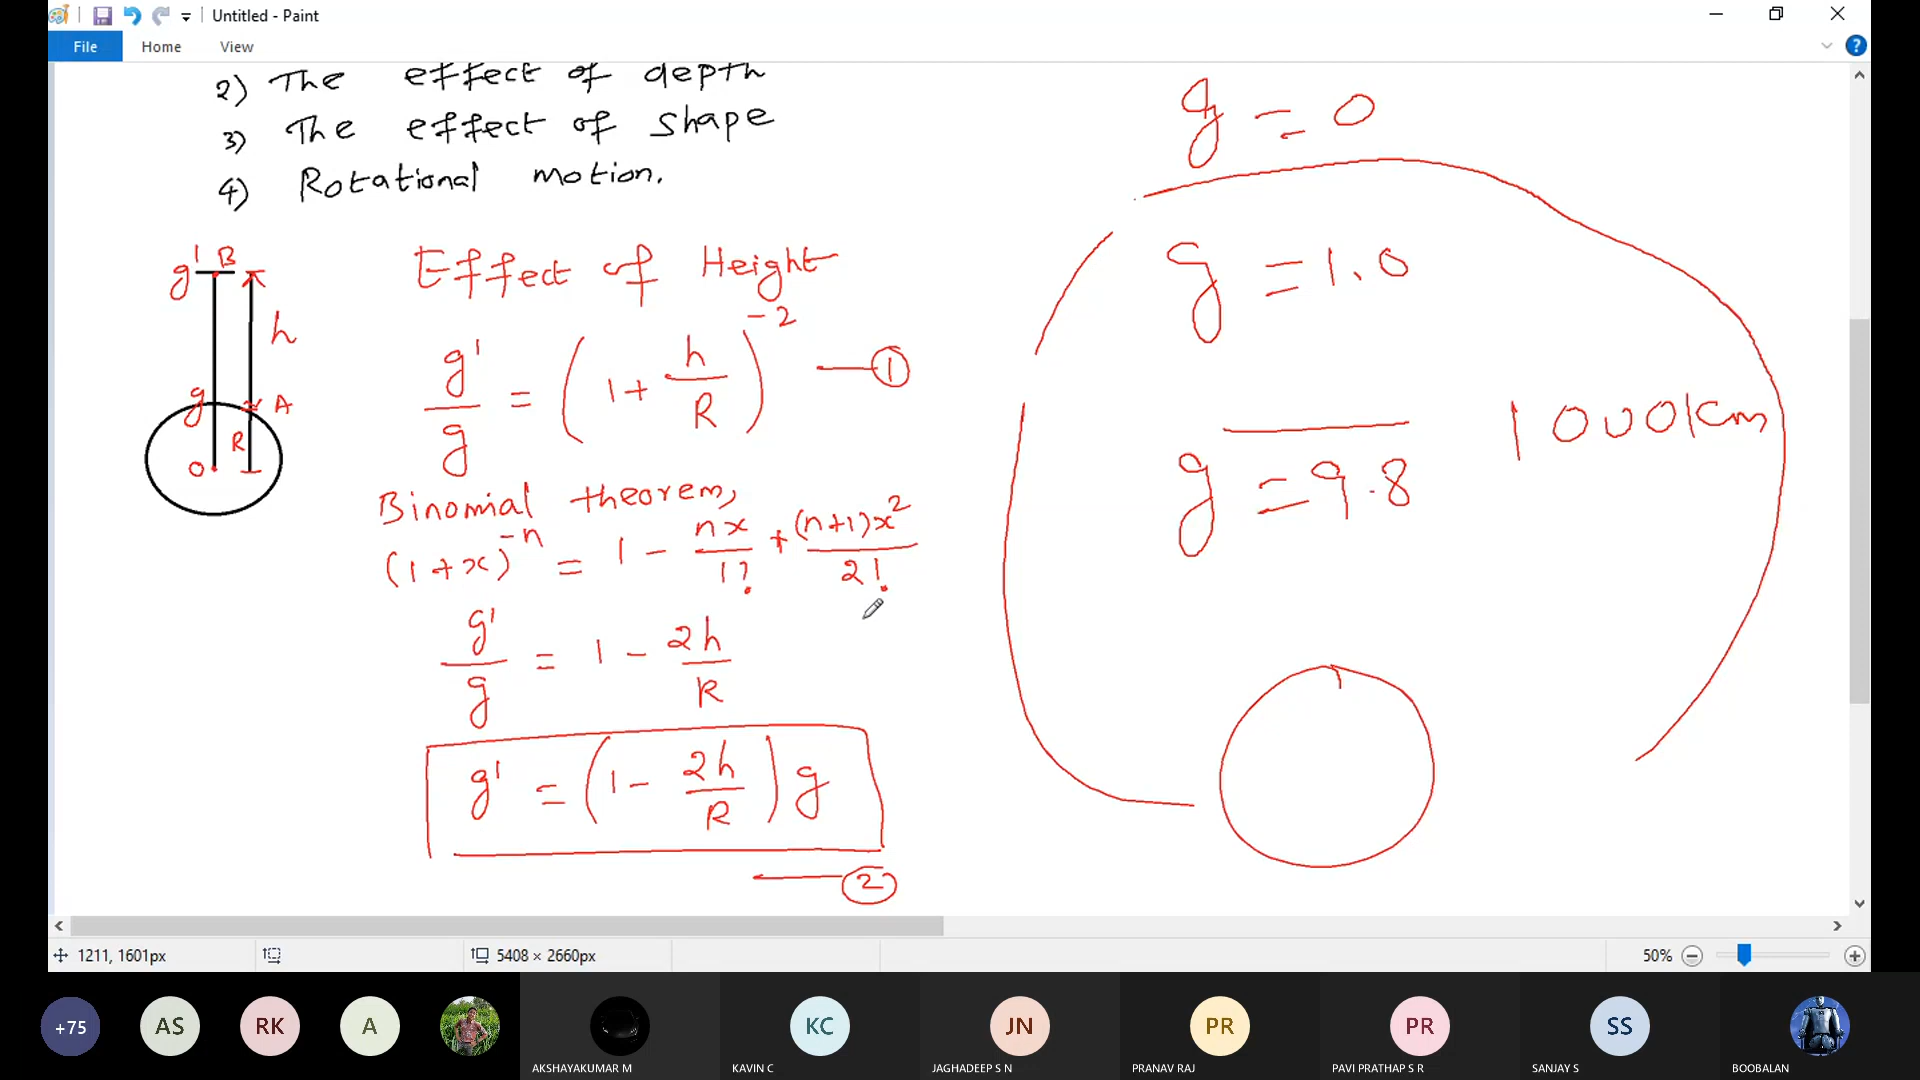 Untitled - Paint
File Home View
2) The effect of depth
3) The effect of shape
4) Rotational motion.
g' B
h
g A
R
O
Effect of Height
g'/g = (1 + h/R)^-2 —①
Binomial theorem,
(1+x)^-n = 1 - nx/1! + (n+1)x²/2!
g'/g = 1 - 2h/R
g' = (1 - 2h/R) g
—②
g = 0
g = 1.0
1000km
g = 9.8
1211, 1601px 5408 × 2660px 50%
+75 AS RK A KC JN PR PR SS
AKSHAYAKUMAR M KAVIN C JAGHADEEP S N PRANAV RAJ PAVI PRATHAP S R SANJAY S BOOBALAN